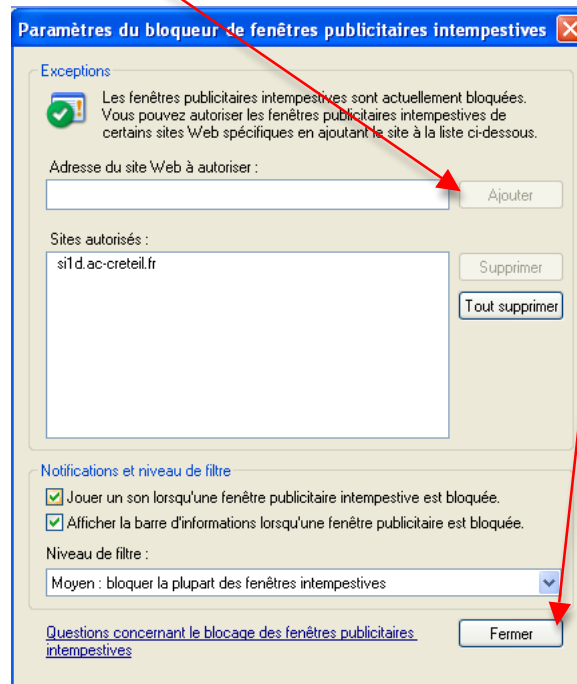 Paramètres du bloqueur de fenêtres publicitaires intempestives
Exceptions
Les fenêtres publicitaires intempestives sont actuellement bloquées.
Vous pouvez autoriser les fenêtres publicitaires intempestives de
certains sites Web spécifiques en ajoutant le site à la liste ci-dessous.
Adresse du site Web à autoriser :
Ajouter
Sites autorisés :
si1d.ac-creteil.fr
Supprimer
Tout supprimer
Notifications et niveau de filtre
Jouer un son lorsqu'une fenêtre publicitaire intempestive est bloquée.
Afficher la barre d'informations lorsqu'une fenêtre publicitaire est bloquée.
Niveau de filtre :
Moyen : bloquer la plupart des fenêtres intempestives
Questions concernant le blocage des fenêtres publicitaires
intempestives
Fermer